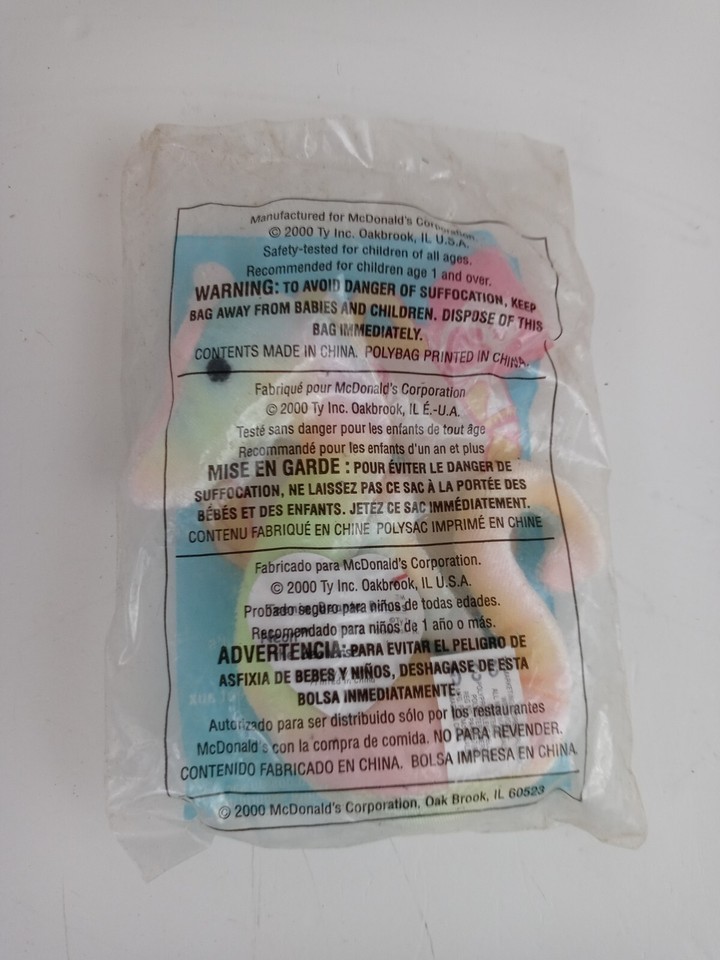 Manufactured for McDonald's Corporation.
© 2000 Ty Inc. Oakbrook, IL U.S.A.
Safety-tested for children of all ages.
Recommended for children age 1 and over.
WARNING: TO AVOID DANGER OF SUFFOCATION, KEEP
BAG AWAY FROM BABIES AND CHILDREN. DISPOSE OF THIS
BAG IMMEDIATELY.
CONTENTS MADE IN CHINA. POLYBAG PRINTED IN CHINA.
Fabriqué pour McDonald's Corporation
© 2000 Ty Inc. Oakbrook, IL É.-U.A.
Testé sans danger pour les enfants de tout âge
Recommandé pour les enfants d'un an et plus
MISE EN GARDE : POUR ÉVITER LE DANGER DE
SUFFOCATION, NE LAISSEZ PAS CE SAC À LA PORTÉE DES
BÉBÉS ET DES ENFANTS. JETEZ CE SAC IMMÉDIATEMENT.
CONTENU FABRIQUÉ EN CHINE POLYSAC IMPRIMÉ EN CHINE
Fabricado para McDonald's Corporation.
© 2000 Ty Inc. Oakbrook, IL U.S.A.
Probado seguro para niños de todas edades.
Recomendado para niños de 1 año o más.
ADVERTENCIA: PARA EVITAR EL PELIGRO DE
ASFIXIA DE BEBES Y NIÑOS, DESHAGASE DE ESTA
BOLSA INMEDIATAMENTE.
Autorizado para ser distribuido sólo por los restaurantes
McDonald's con la compra de comida. NO PARA REVENDER.
CONTENIDO FABRICADO EN CHINA. BOLSA IMPRESA EN CHINA.
© 2000 McDonald's Corporation, Oak Brook, IL 60523